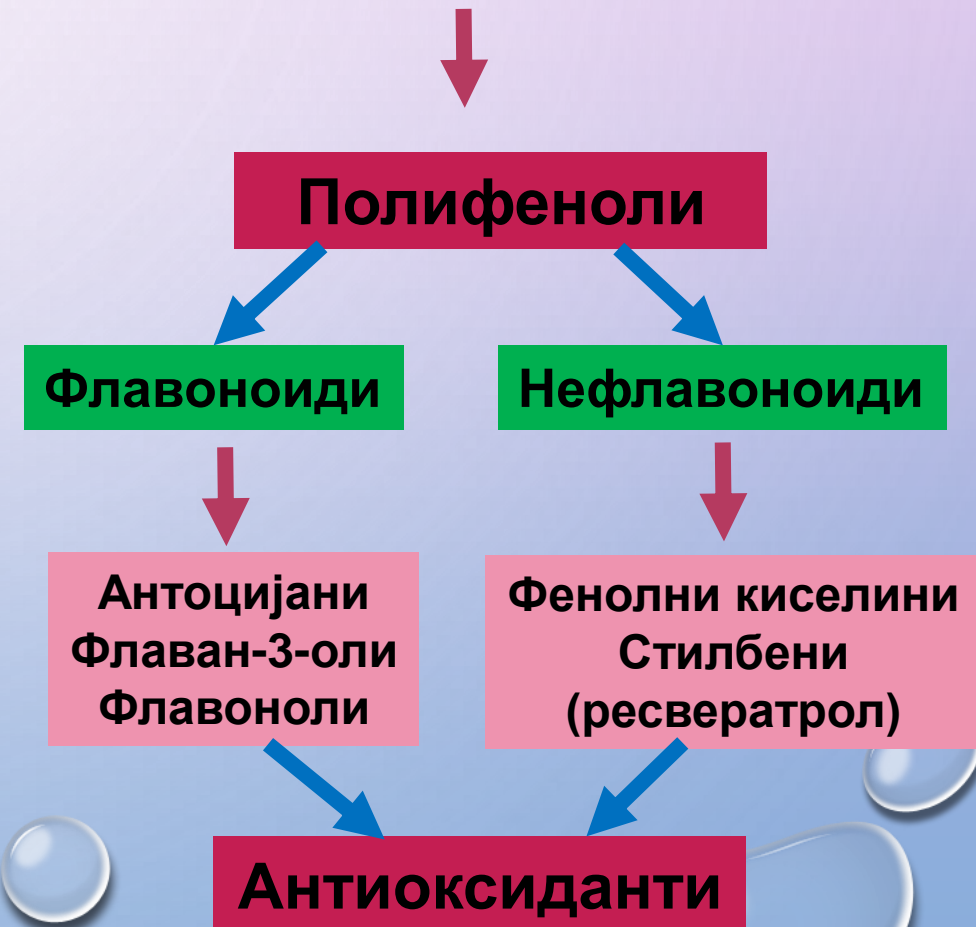 Полифеноли
Флавоноиди
Нефлавоноиди
Антоцијани
Флаван-3-оли
Флавоноли
Фенолни киселини
Стилбени
(ресвератрол)
Антиоксиданти